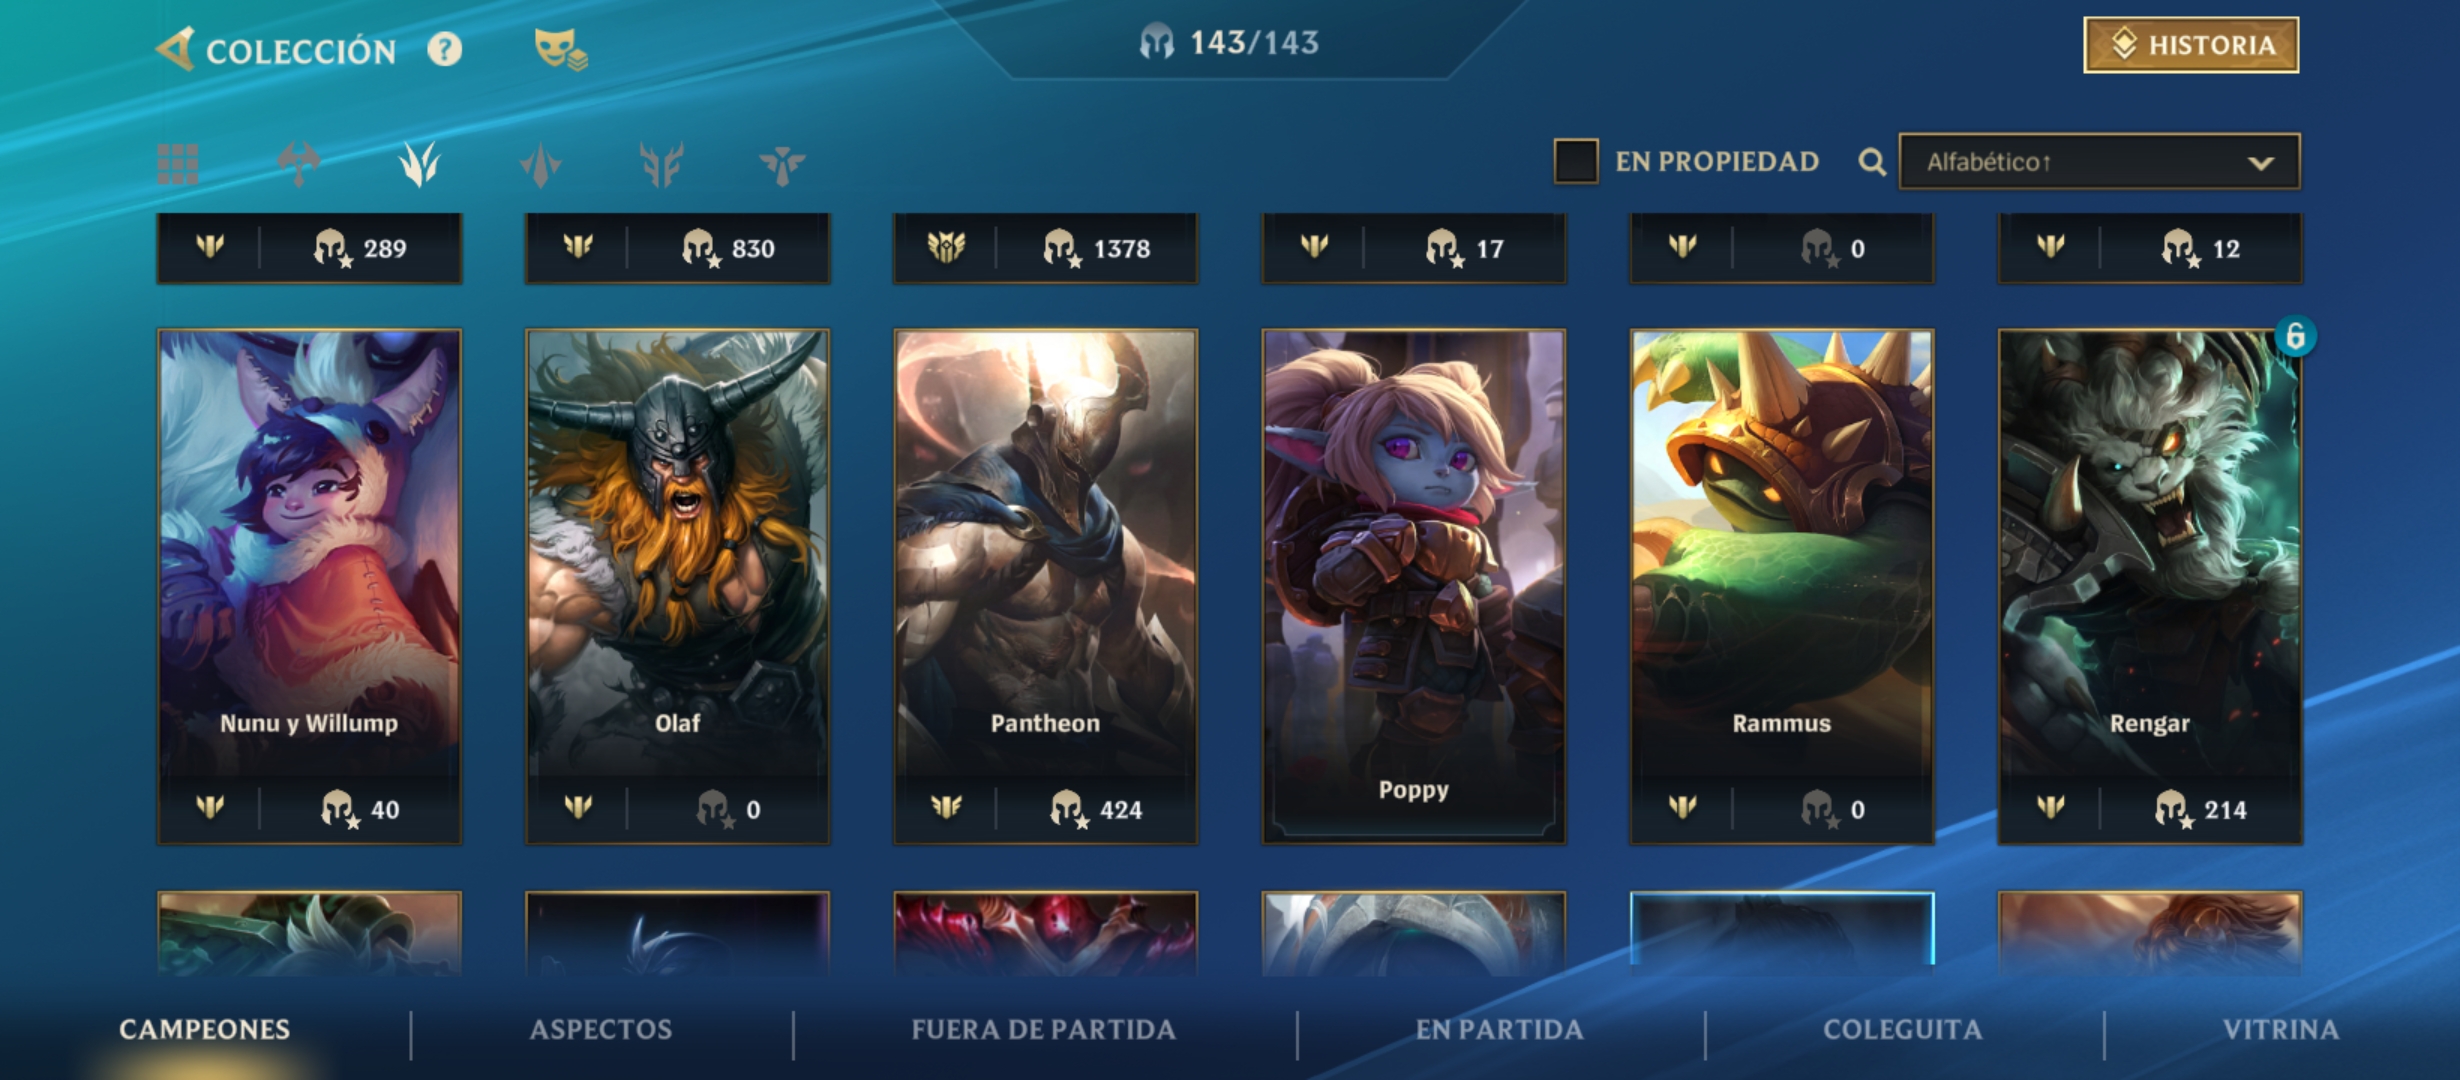 COLECCIÓN ?
143/143
HISTORIA
EN PROPIEDAD
Alfabético↑
289 830 1378 17 0 12
Nunu y Willump Olaf Pantheon Poppy Rammus Rengar
40 0 424 0 214
CAMPEONES ASPECTOS FUERA DE PARTIDA EN PARTIDA COLEGUITA VITRINA